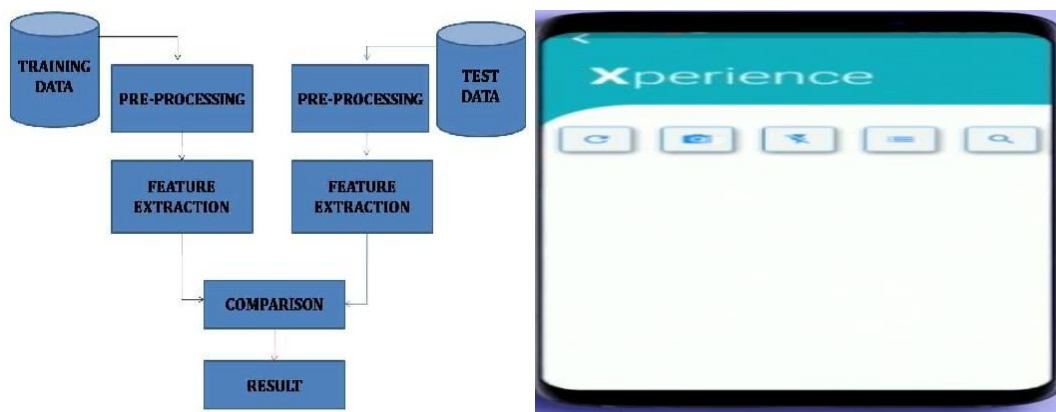 TRAINING
DATA
PRE-PROCESSING
FEATURE
EXTRACTION
PRE-PROCESSING
TEST
DATA
FEATURE
EXTRACTION
COMPARISON
RESULT
Xperience